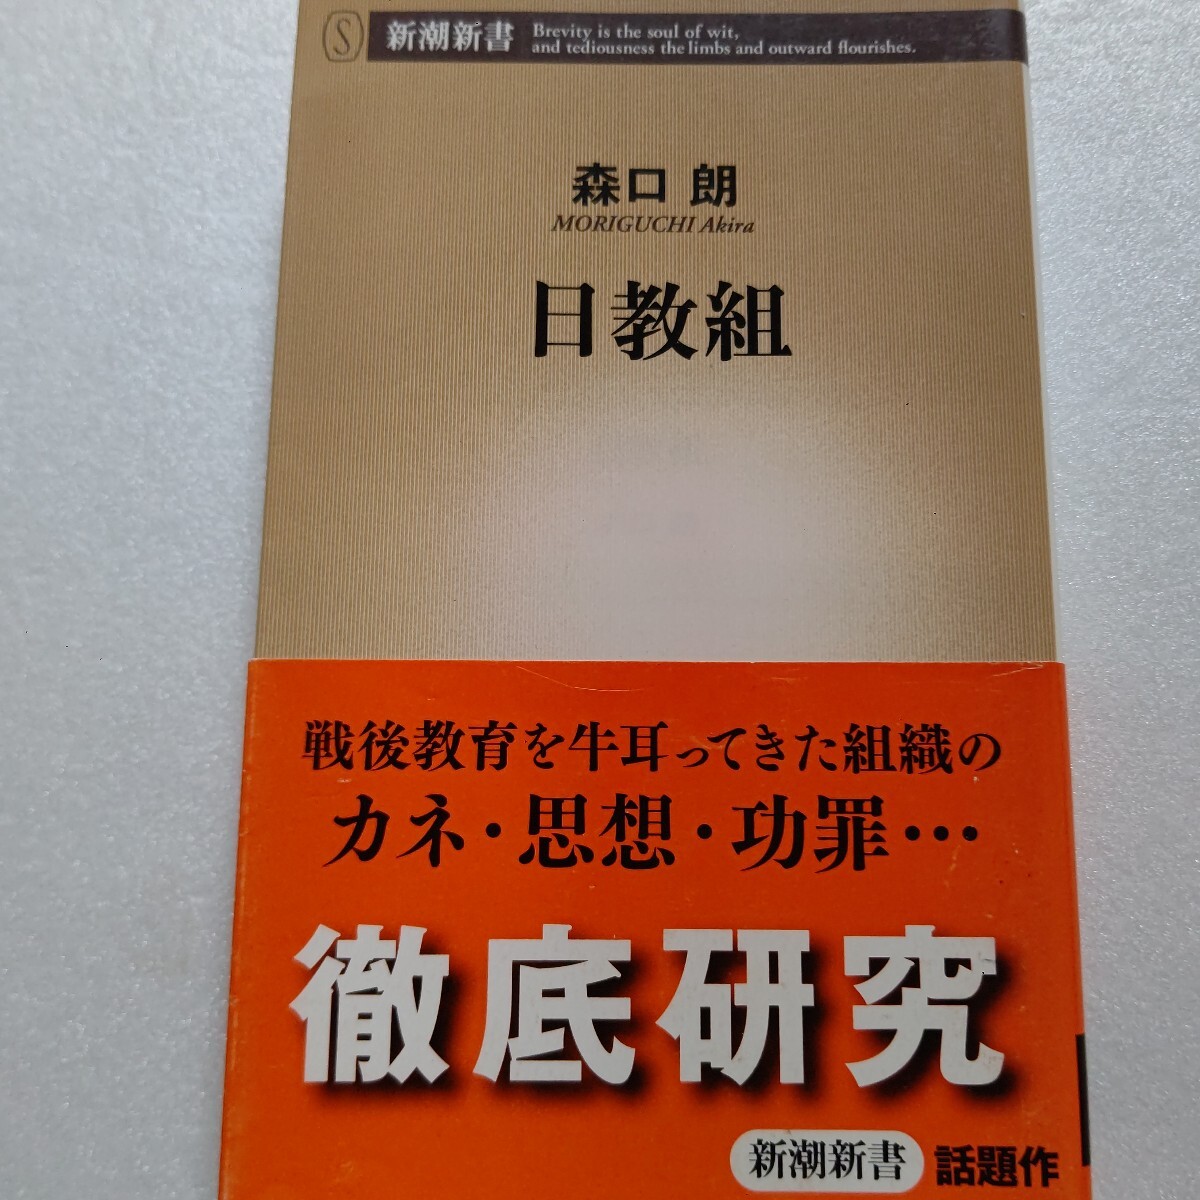 S 新潮新書 Brevity is the soul of wit,
and tediousness the limbs and outward flourishes.
森口 朗
MORIGUCHI Akira
日教組
戦後教育を牛耳ってきた組織の
カネ・思想・功罪…
徹底研究
新潮新書 話題作